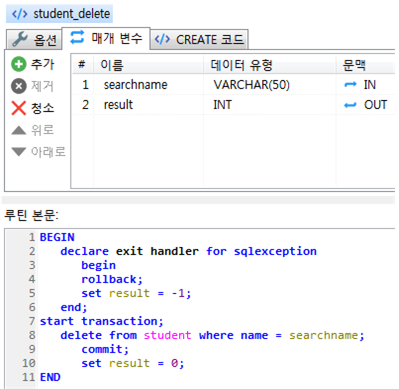 </> student_delete
옵션 매개 변수 </> CREATE 코드
추가
제거
청소
위로
아래로
# 이름 데이터 유형 문맥
1 searchname VARCHAR(50) IN
2 result INT OUT
루틴 본문:
1 BEGIN
2 declare exit handler for sqlexception
3 begin
4 rollback;
5 set result = -1;
6 end;
7 start transaction;
8 delete from student where name = searchname;
9 commit;
10 set result = 0;
11 END